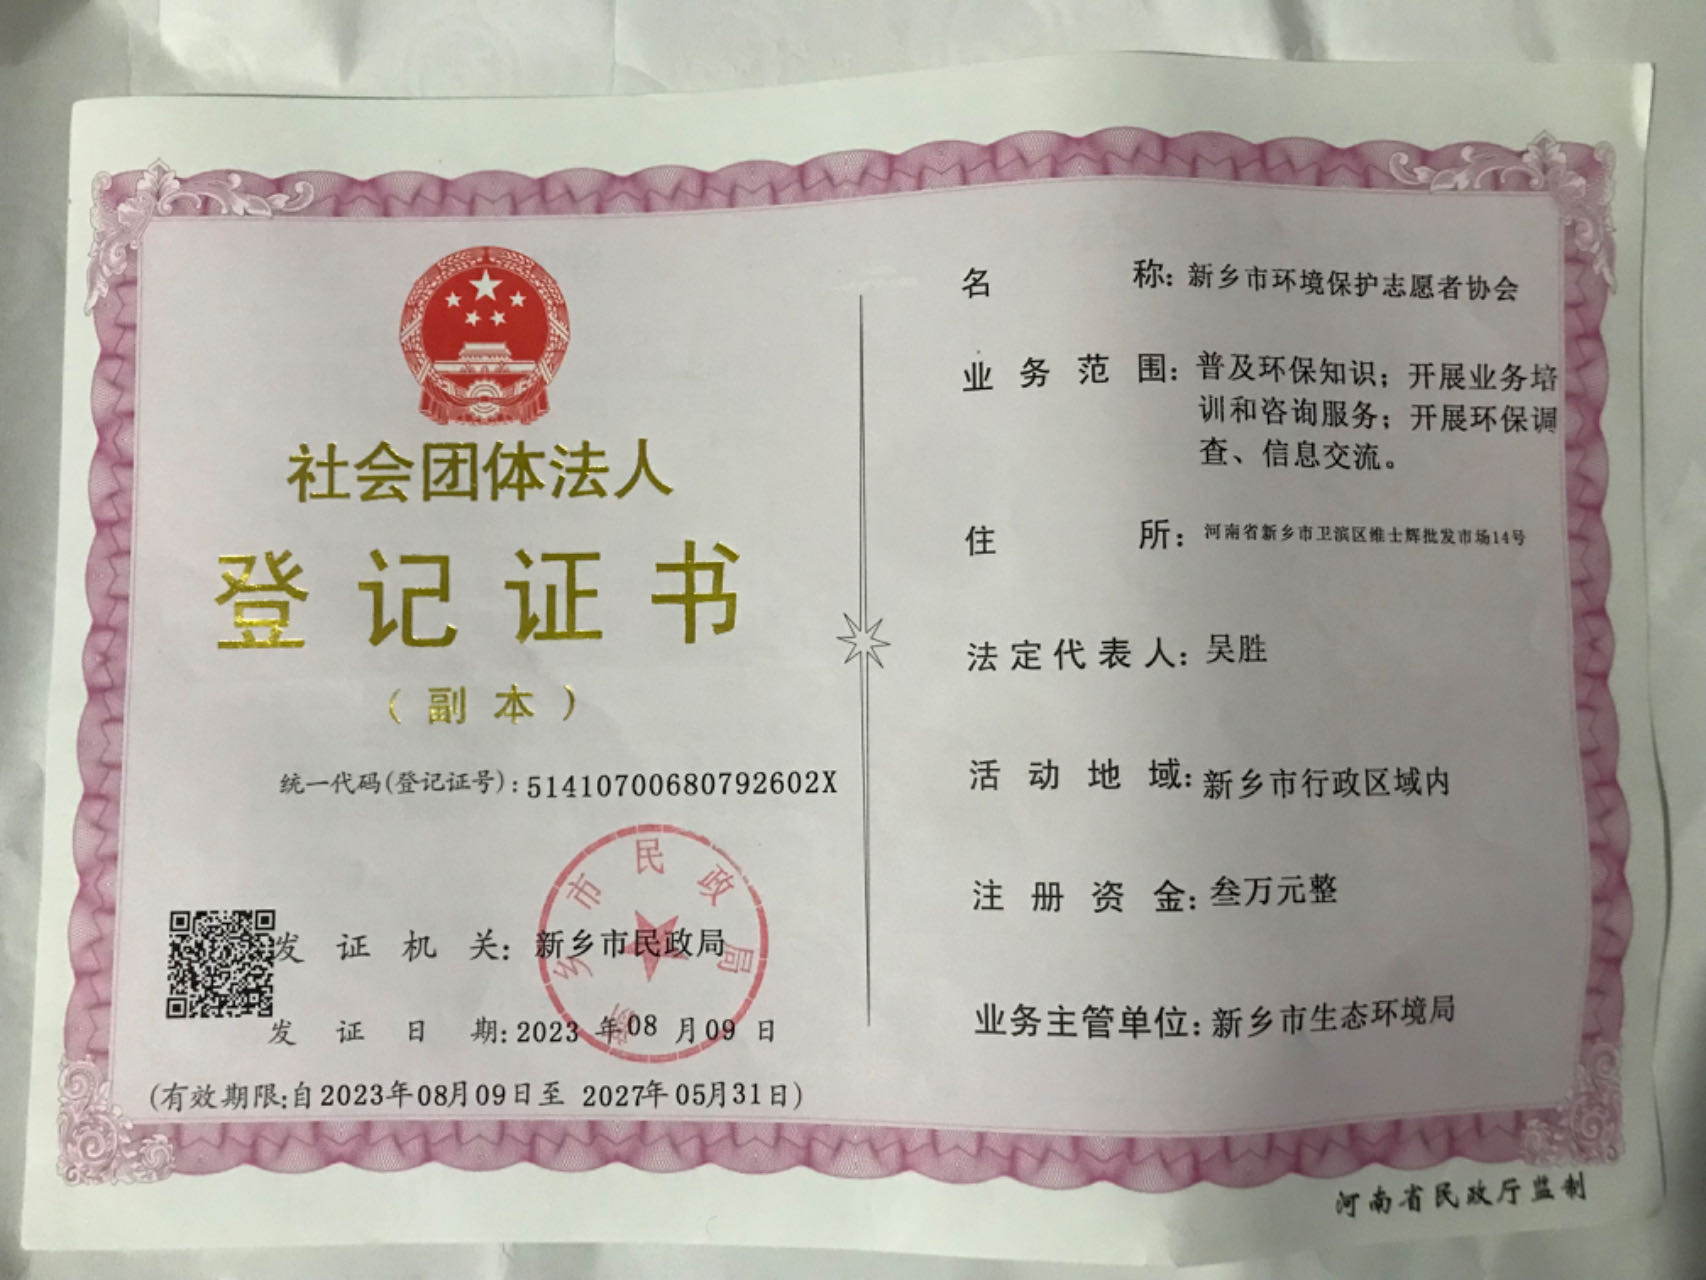 社会团体法人
登记证书
(副本)
统一代码(登记证号):51410700680792602X
发证机关:新乡市民政局
发证日期:2023年08月09日
(有效期限:自2023年08月09日至 2027年05月31日)
新乡市民政局
名称:新乡市环境保护志愿者协会
业务范围:普及环保知识;开展业务培
训和咨询服务;开展环保调
查、信息交流。
住所:河南省新乡市卫滨区维士辉批发市场14号
法定代表人:吴胜
活动地域:新乡市行政区域内
注册资金:叁万元整
业务主管单位:新乡市生态环境局
河南省民政厅监制